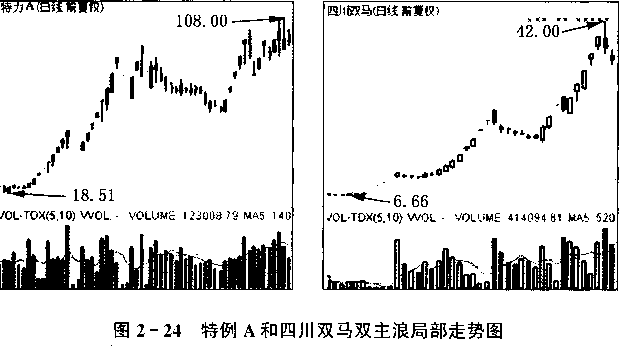 特力A(日线 前复权)
108.00
18.51
VOL-TDX(5,10) VVOL - VOLUME 123008.79 MA5 140
四川双马(日线 前复权)
42.00
6.66
VOL-TDX(5,10) VVOL - VOLUME 414094.81 MA5 520
图 2-24 特例 A 和四川双马双主浪局部走势图